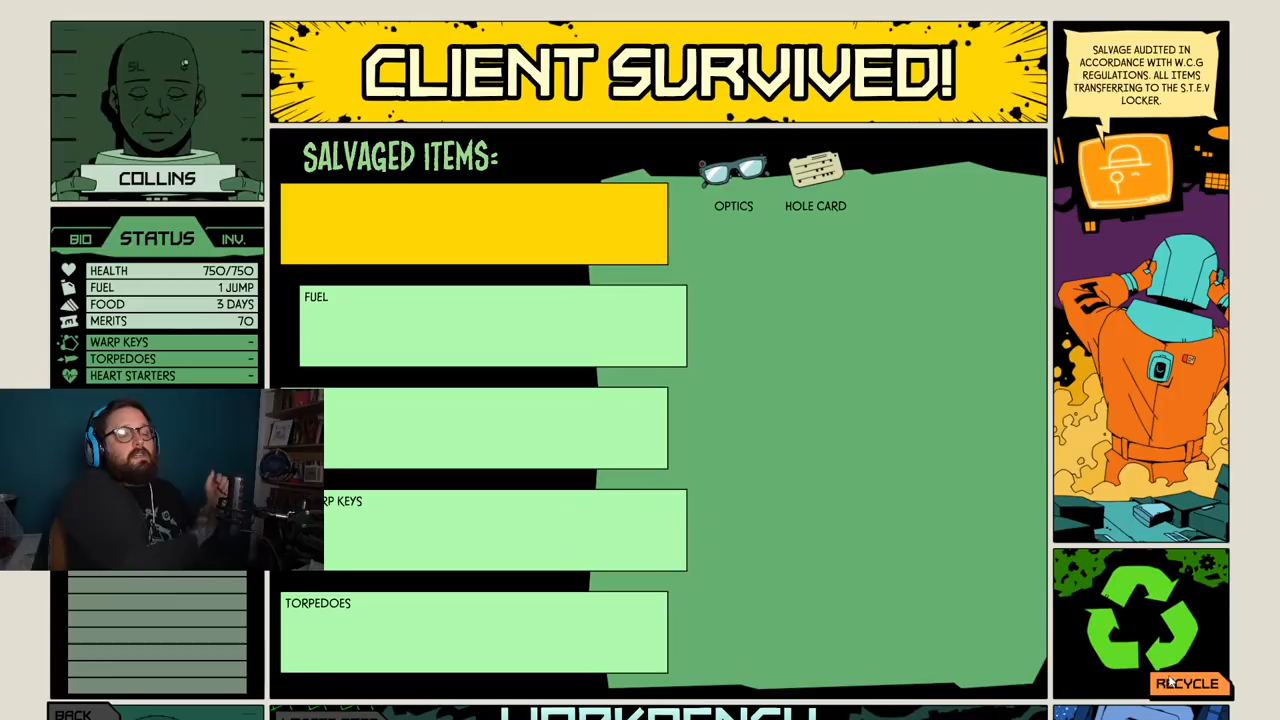 SL
COLLINS
BIO
STATUS
INV.
HEALTH 750/750
FUEL 1 JUMP
FOOD 3 DAYS
MERITS 70
WARP KEYS -
TORPEDOES -
HEART STARTERS -
BACK
CLIENT SURVIVED!
SALVAGED ITEMS:
FUEL
RP KEYS
TORPEDOES
OPTICS
HOLE CARD
WORKBENCH
SALVAGE AUDITED IN
ACCORDANCE WITH W.C.G
REGULATIONS. ALL ITEMS
TRANSFERRING TO THE S.T.E.V
LOCKER.
RECYCLE